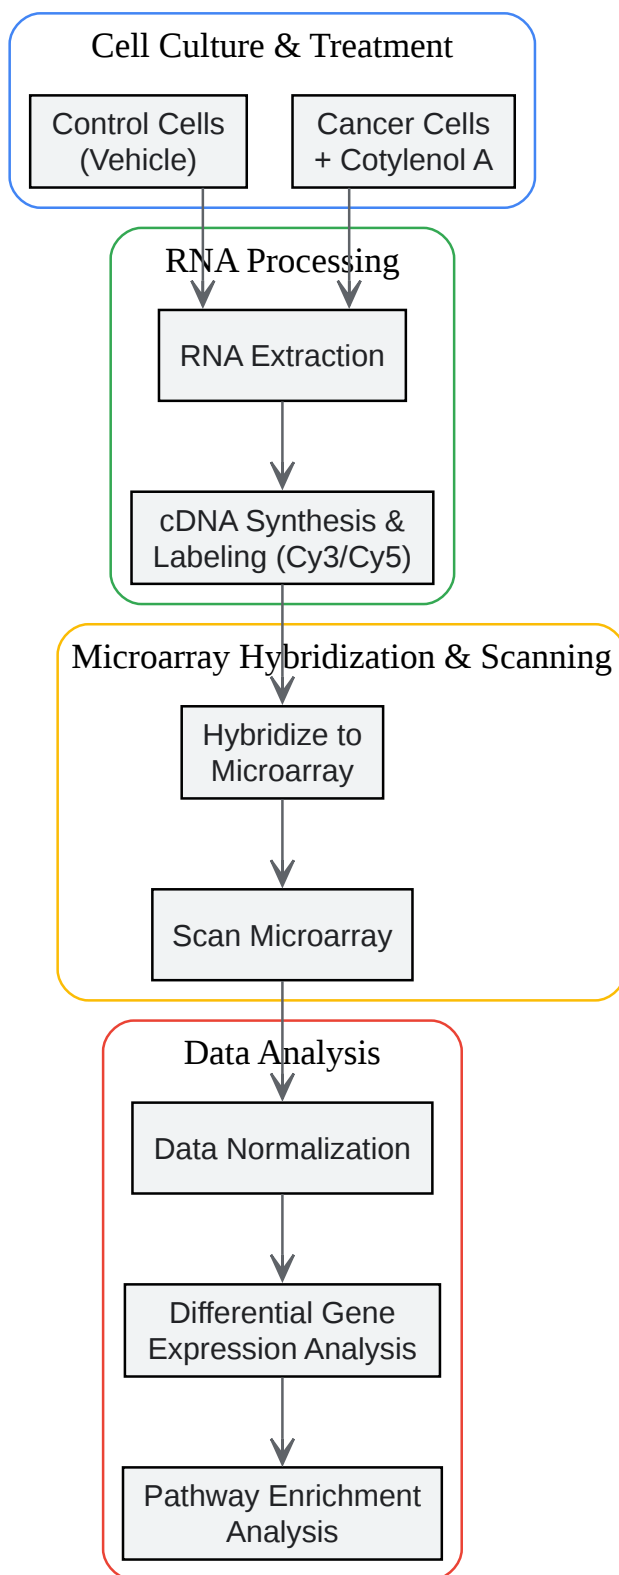 Cell Culture & Treatment
Control Cells
(Vehicle)
Cancer Cells
+ Cotylenol A
RNA Processing
RNA Extraction
cDNA Synthesis &
Labeling (Cy3/Cy5)
Microarray Hybridization & Scanning
Hybridize to
Microarray
Scan Microarray
Data Analysis
Data Normalization
Differential Gene
Expression Analysis
Pathway Enrichment
Analysis